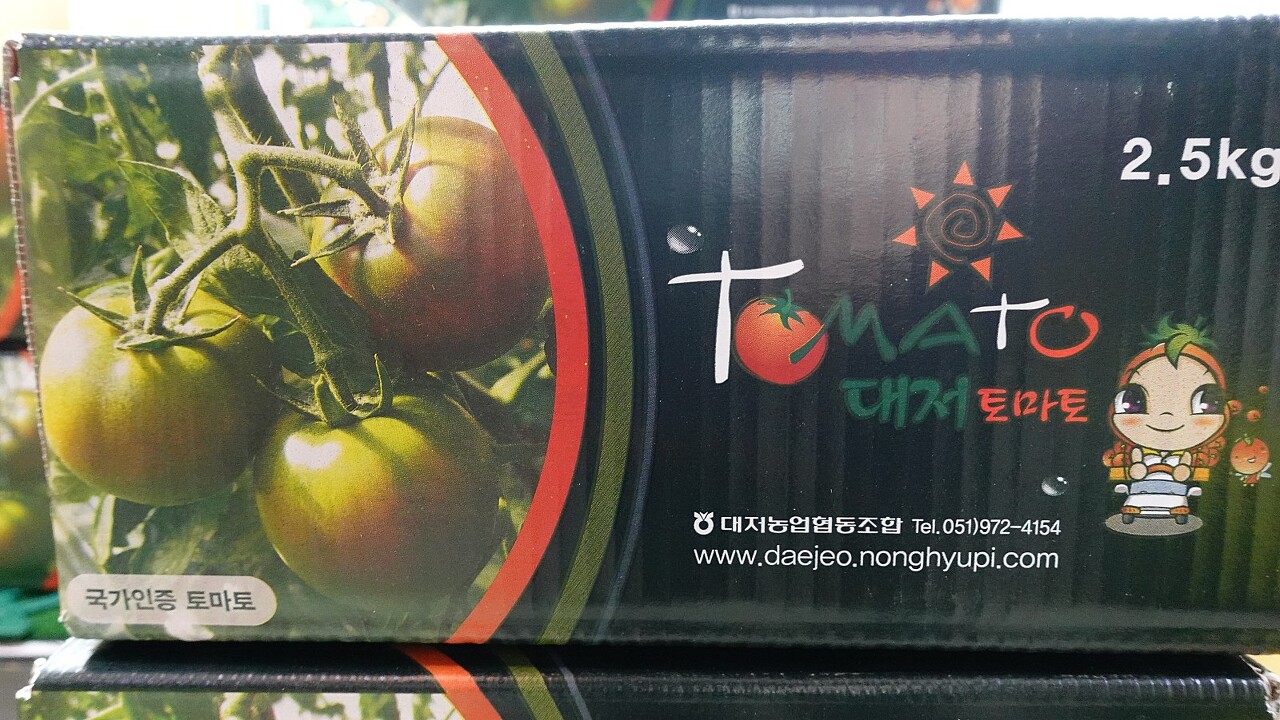 2.5kg
TOMATO
대저 토마토
대저농업협동조합 Tel.051)972-4154
www.daejeo.nonghyupi.com
국가인증 토마토